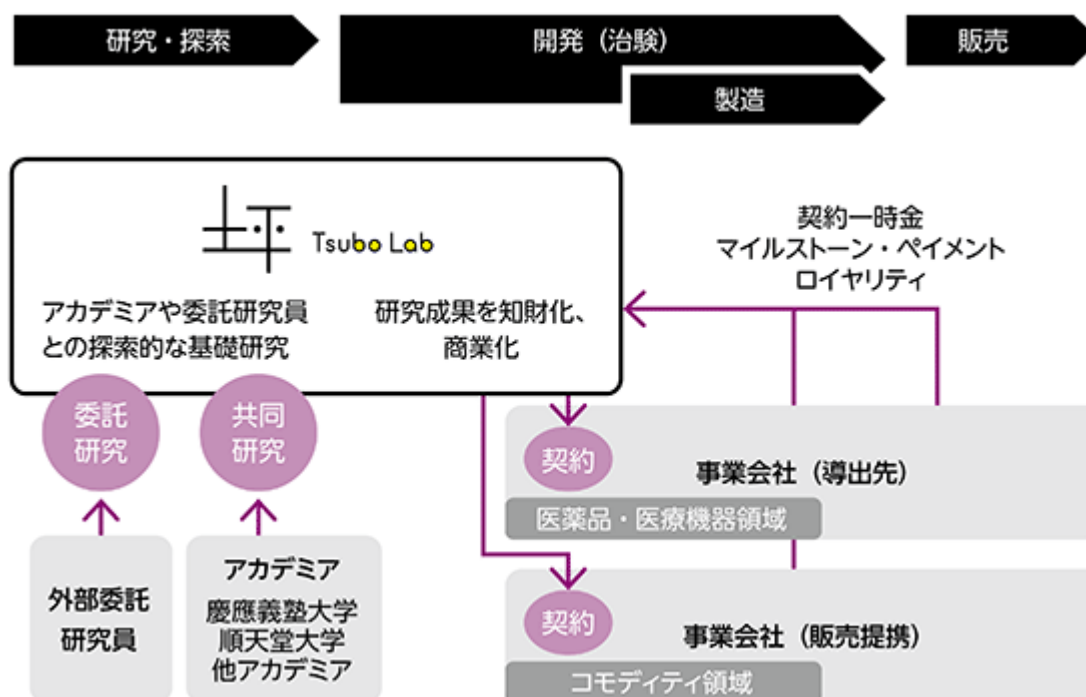 研究・探索
開発（治験）
販売
製造
坪 Tsubo Lab
アカデミアや委託研究員
との探索的な基礎研究
研究成果を知財化、
商業化
契約一時金
マイルストーン・ペイメント
ロイヤリティ
委託
研究
共同
研究
契約
事業会社（導出先）
医薬品・医療機器領域
外部委託
研究員
アカデミア
慶應義塾大学
順天堂大学
他アカデミア
契約
事業会社（販売提携）
コモディティ領域